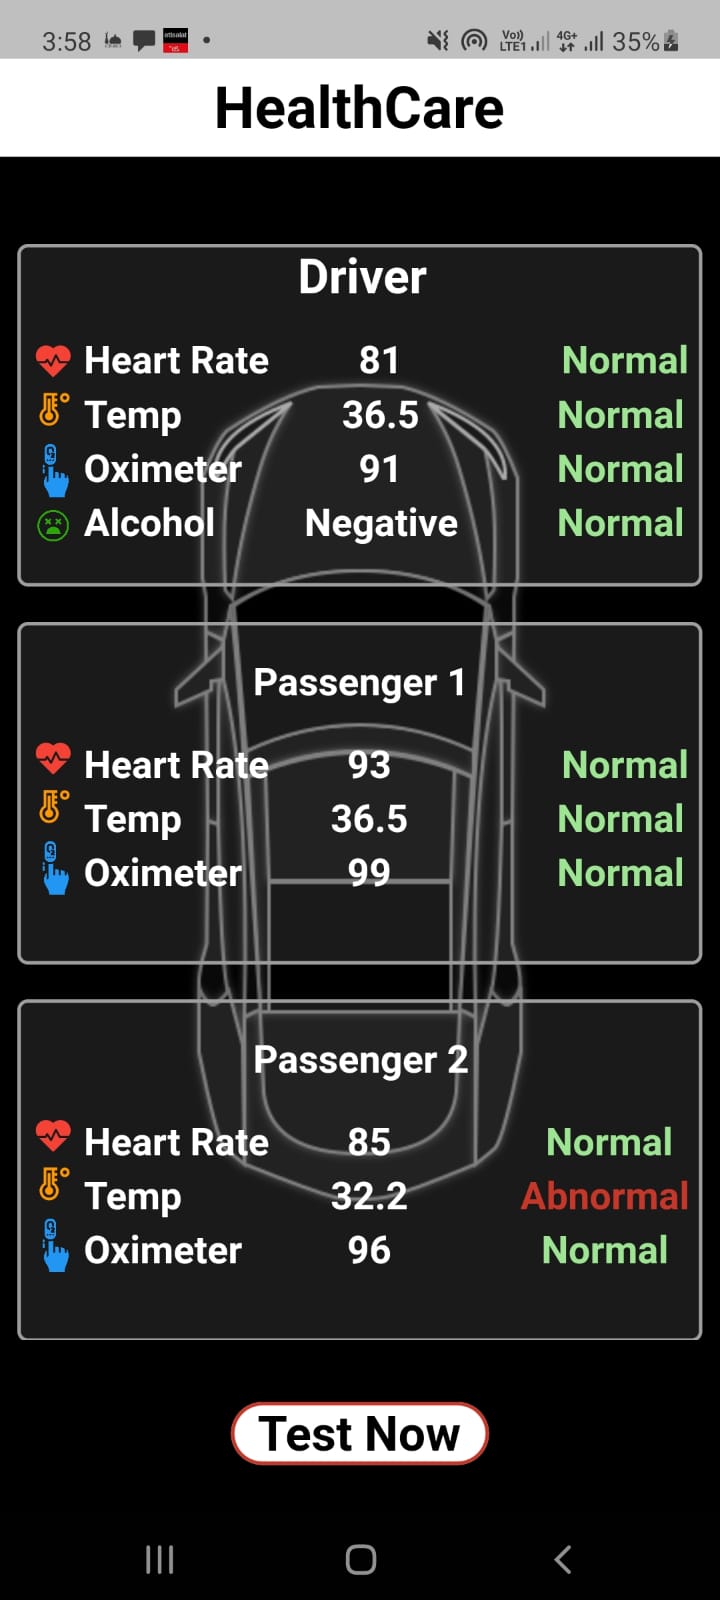 3:58 etisalat Vo)) LTE1 4G+ 35%
HealthCare
Driver
Heart Rate 81 Normal
Temp 36.5 Normal
Oximeter 91 Normal
Alcohol Negative Normal
Passenger 1
Heart Rate 93 Normal
Temp 36.5 Normal
Oximeter 99 Normal
Passenger 2
Heart Rate 85 Normal
Temp 32.2 Abnormal
Oximeter 96 Normal
Test Now